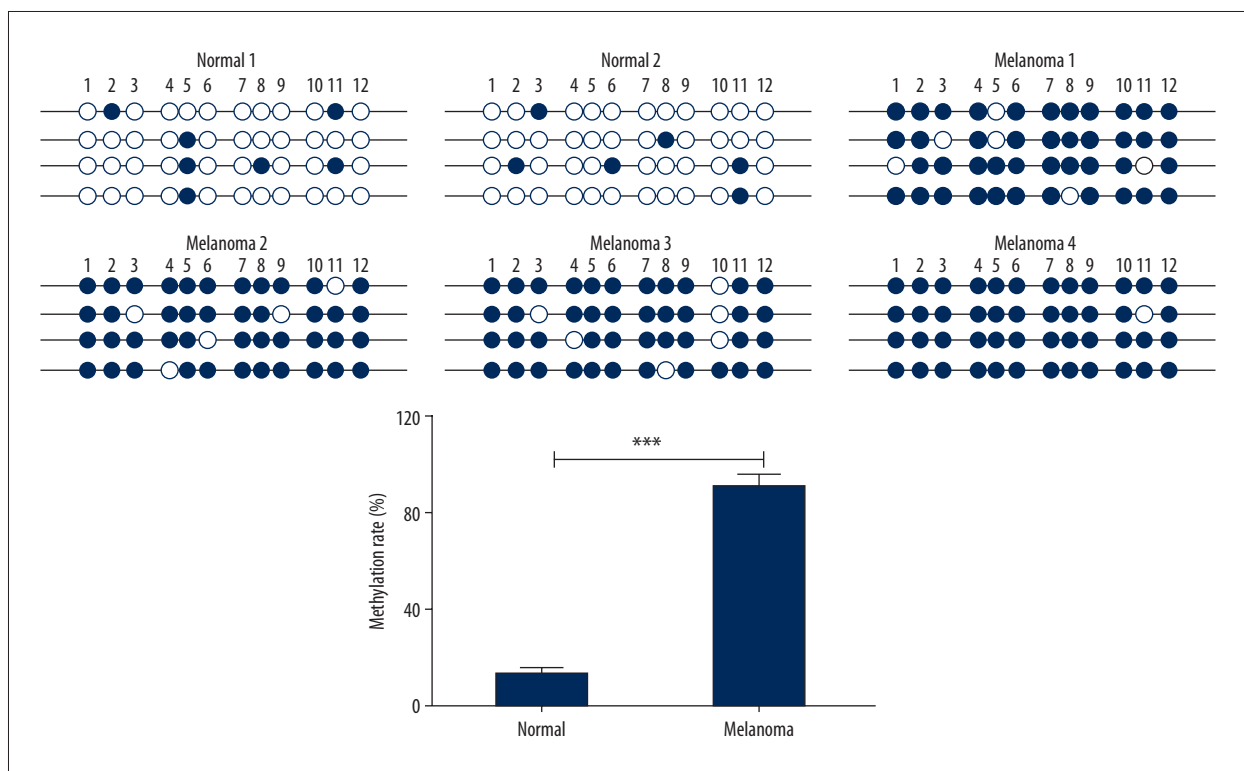 Normal 1
1 2 3 4 5 6 7 8 9 10 11 12
Normal 2
1 2 3 4 5 6 7 8 9 10 11 12
Melanoma 1
1 2 3 4 5 6 7 8 9 10 11 12
Melanoma 2
1 2 3 4 5 6 7 8 9 10 11 12
Melanoma 3
1 2 3 4 5 6 7 8 9 10 11 12
Melanoma 4
1 2 3 4 5 6 7 8 9 10 11 12
Methylation rate (%)
120
80
40
0
***
Normal
Melanoma